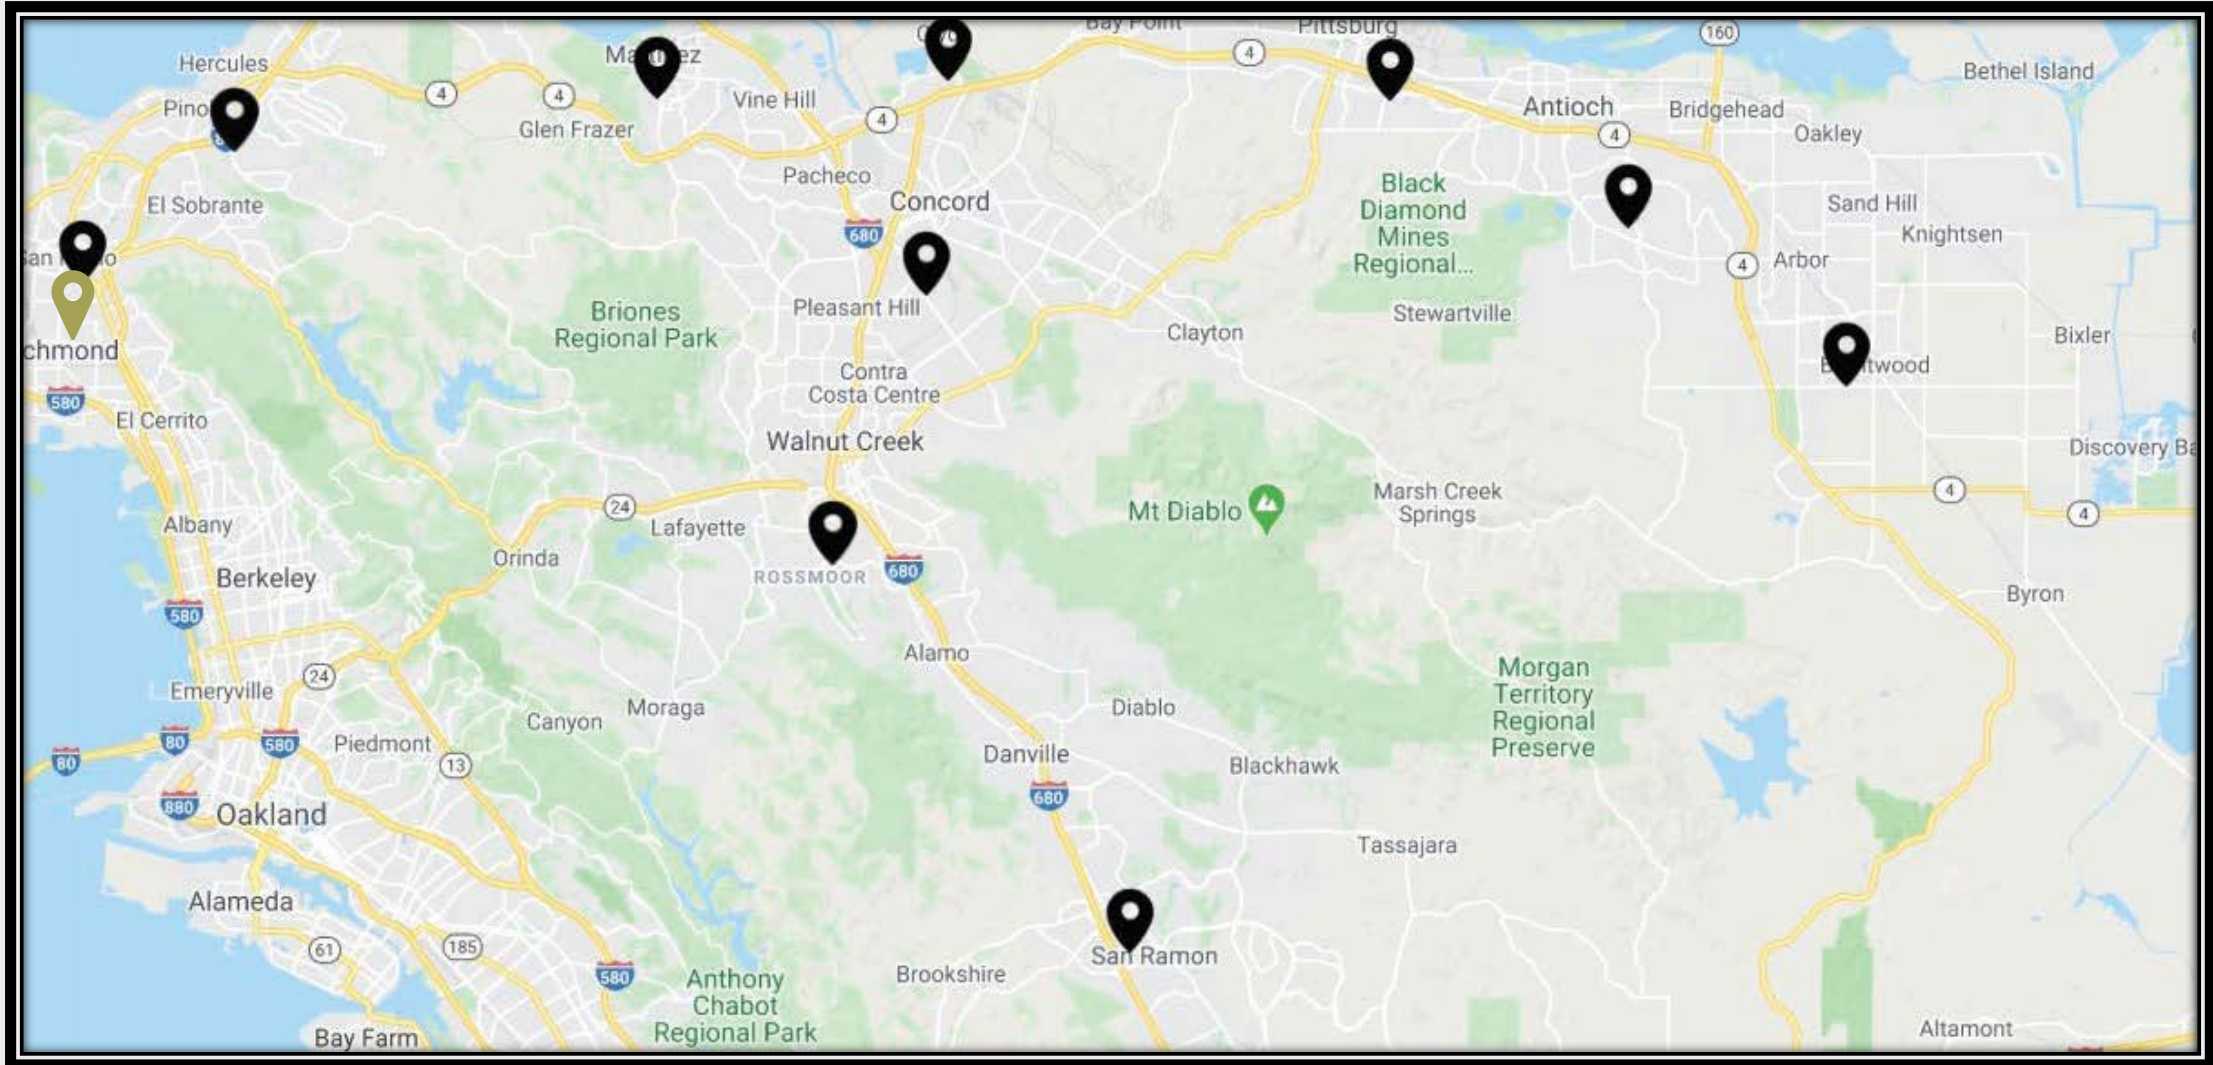 Bay Point
Pittsburg
160
Hercules
4
Bethel Island
4
4
Vine Hill
Antioch
Bridgehead
Glen Frazer
4
4
Oakley
Pacheco
Black
Diamond
Mines
Regional...
El Sobrante
Concord
Sand Hill
Knightsen
680
4
Arbor
Briones
Regional Park
Pleasant Hill
Stewartville
Clayton
Bixler
chmond
Contra
Costa Centre
580
El Cerrito
Walnut Creek
Discovery Ba
Marsh Creek
Springs
4
24
Mt Diablo
4
Albany
Lafayette
Orinda
Berkeley
ROSSMOOR
680
Byron
580
Alamo
Morgan
Territory
Regional
Preserve
24
Emeryville
Canyon
Moraga
Diablo
80
580
Piedmont
Danville
80
13
Blackhawk
880
680
Oakland
Tassajara
Alameda
61
185
San Ramon
580
Brookshire
Anthony
Chabot
Regional Park
Bay Farm
Altamont